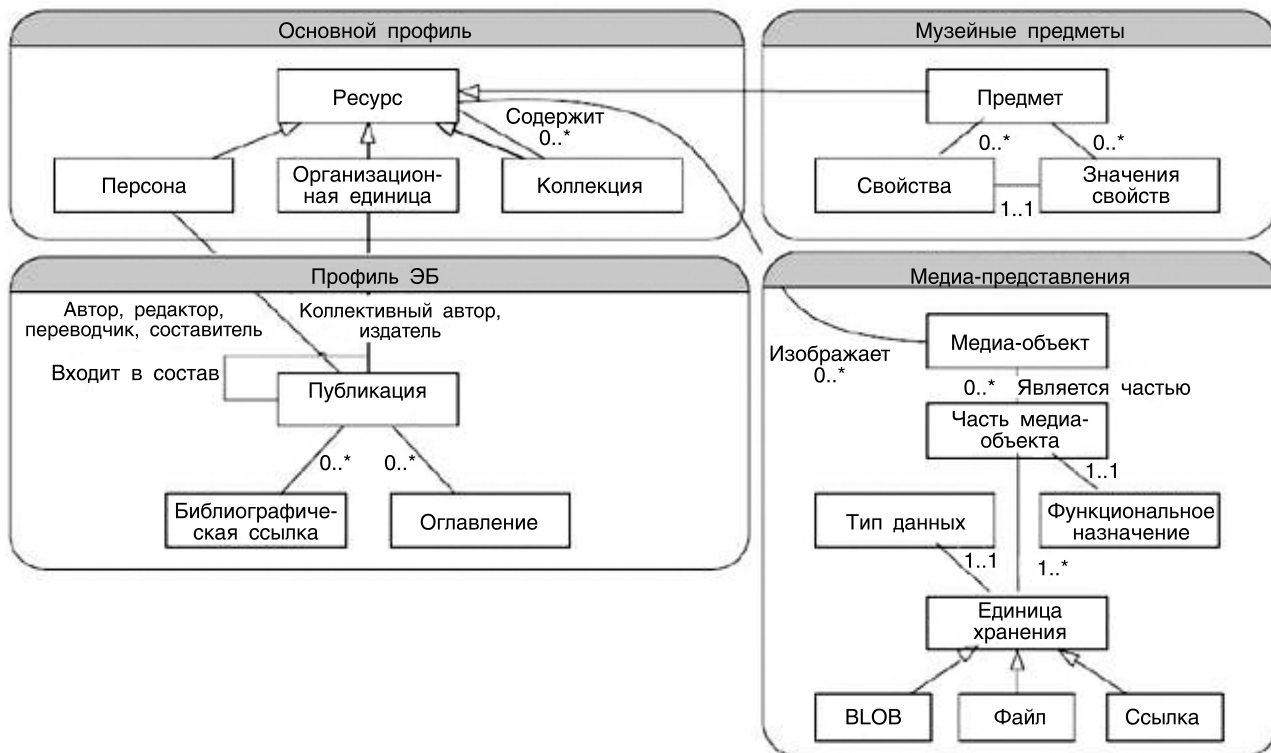 Основной профиль
Ресурс
Содержит
0..*
Персона
Организацион-
ная единица
Коллекция
Музейные предметы
Предмет
0..*
0..*
Свойства
1..1
Значения
свойств
Профиль ЭБ
Автор, редактор,
переводчик, составитель
Коллективный автор,
издатель
Входит в состав
Публикация
0..*
0..*
Библиографиче-
ская ссылка
Оглавление
Медиа-представления
Изображает
0..*
Медиа-объект
0..* Является частью
Часть медиа-
объекта
1..1
Тип данных
Функциональное
назначение
1..1
1..*
Единица
хранения
BLOB
Файл
Ссылка